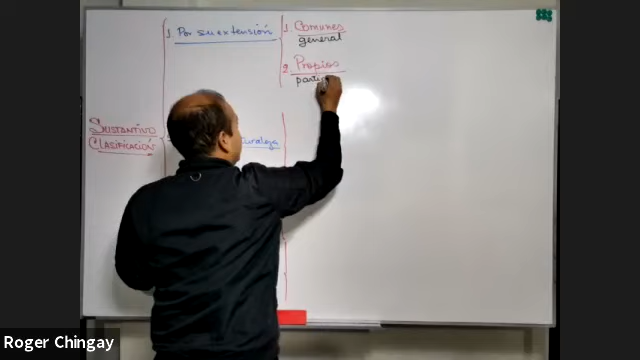 1. Por su extensión
1. Comunes
general
2. Propios
SUSTANTIVO
CLASIFICACIÓN
Roger Chingay